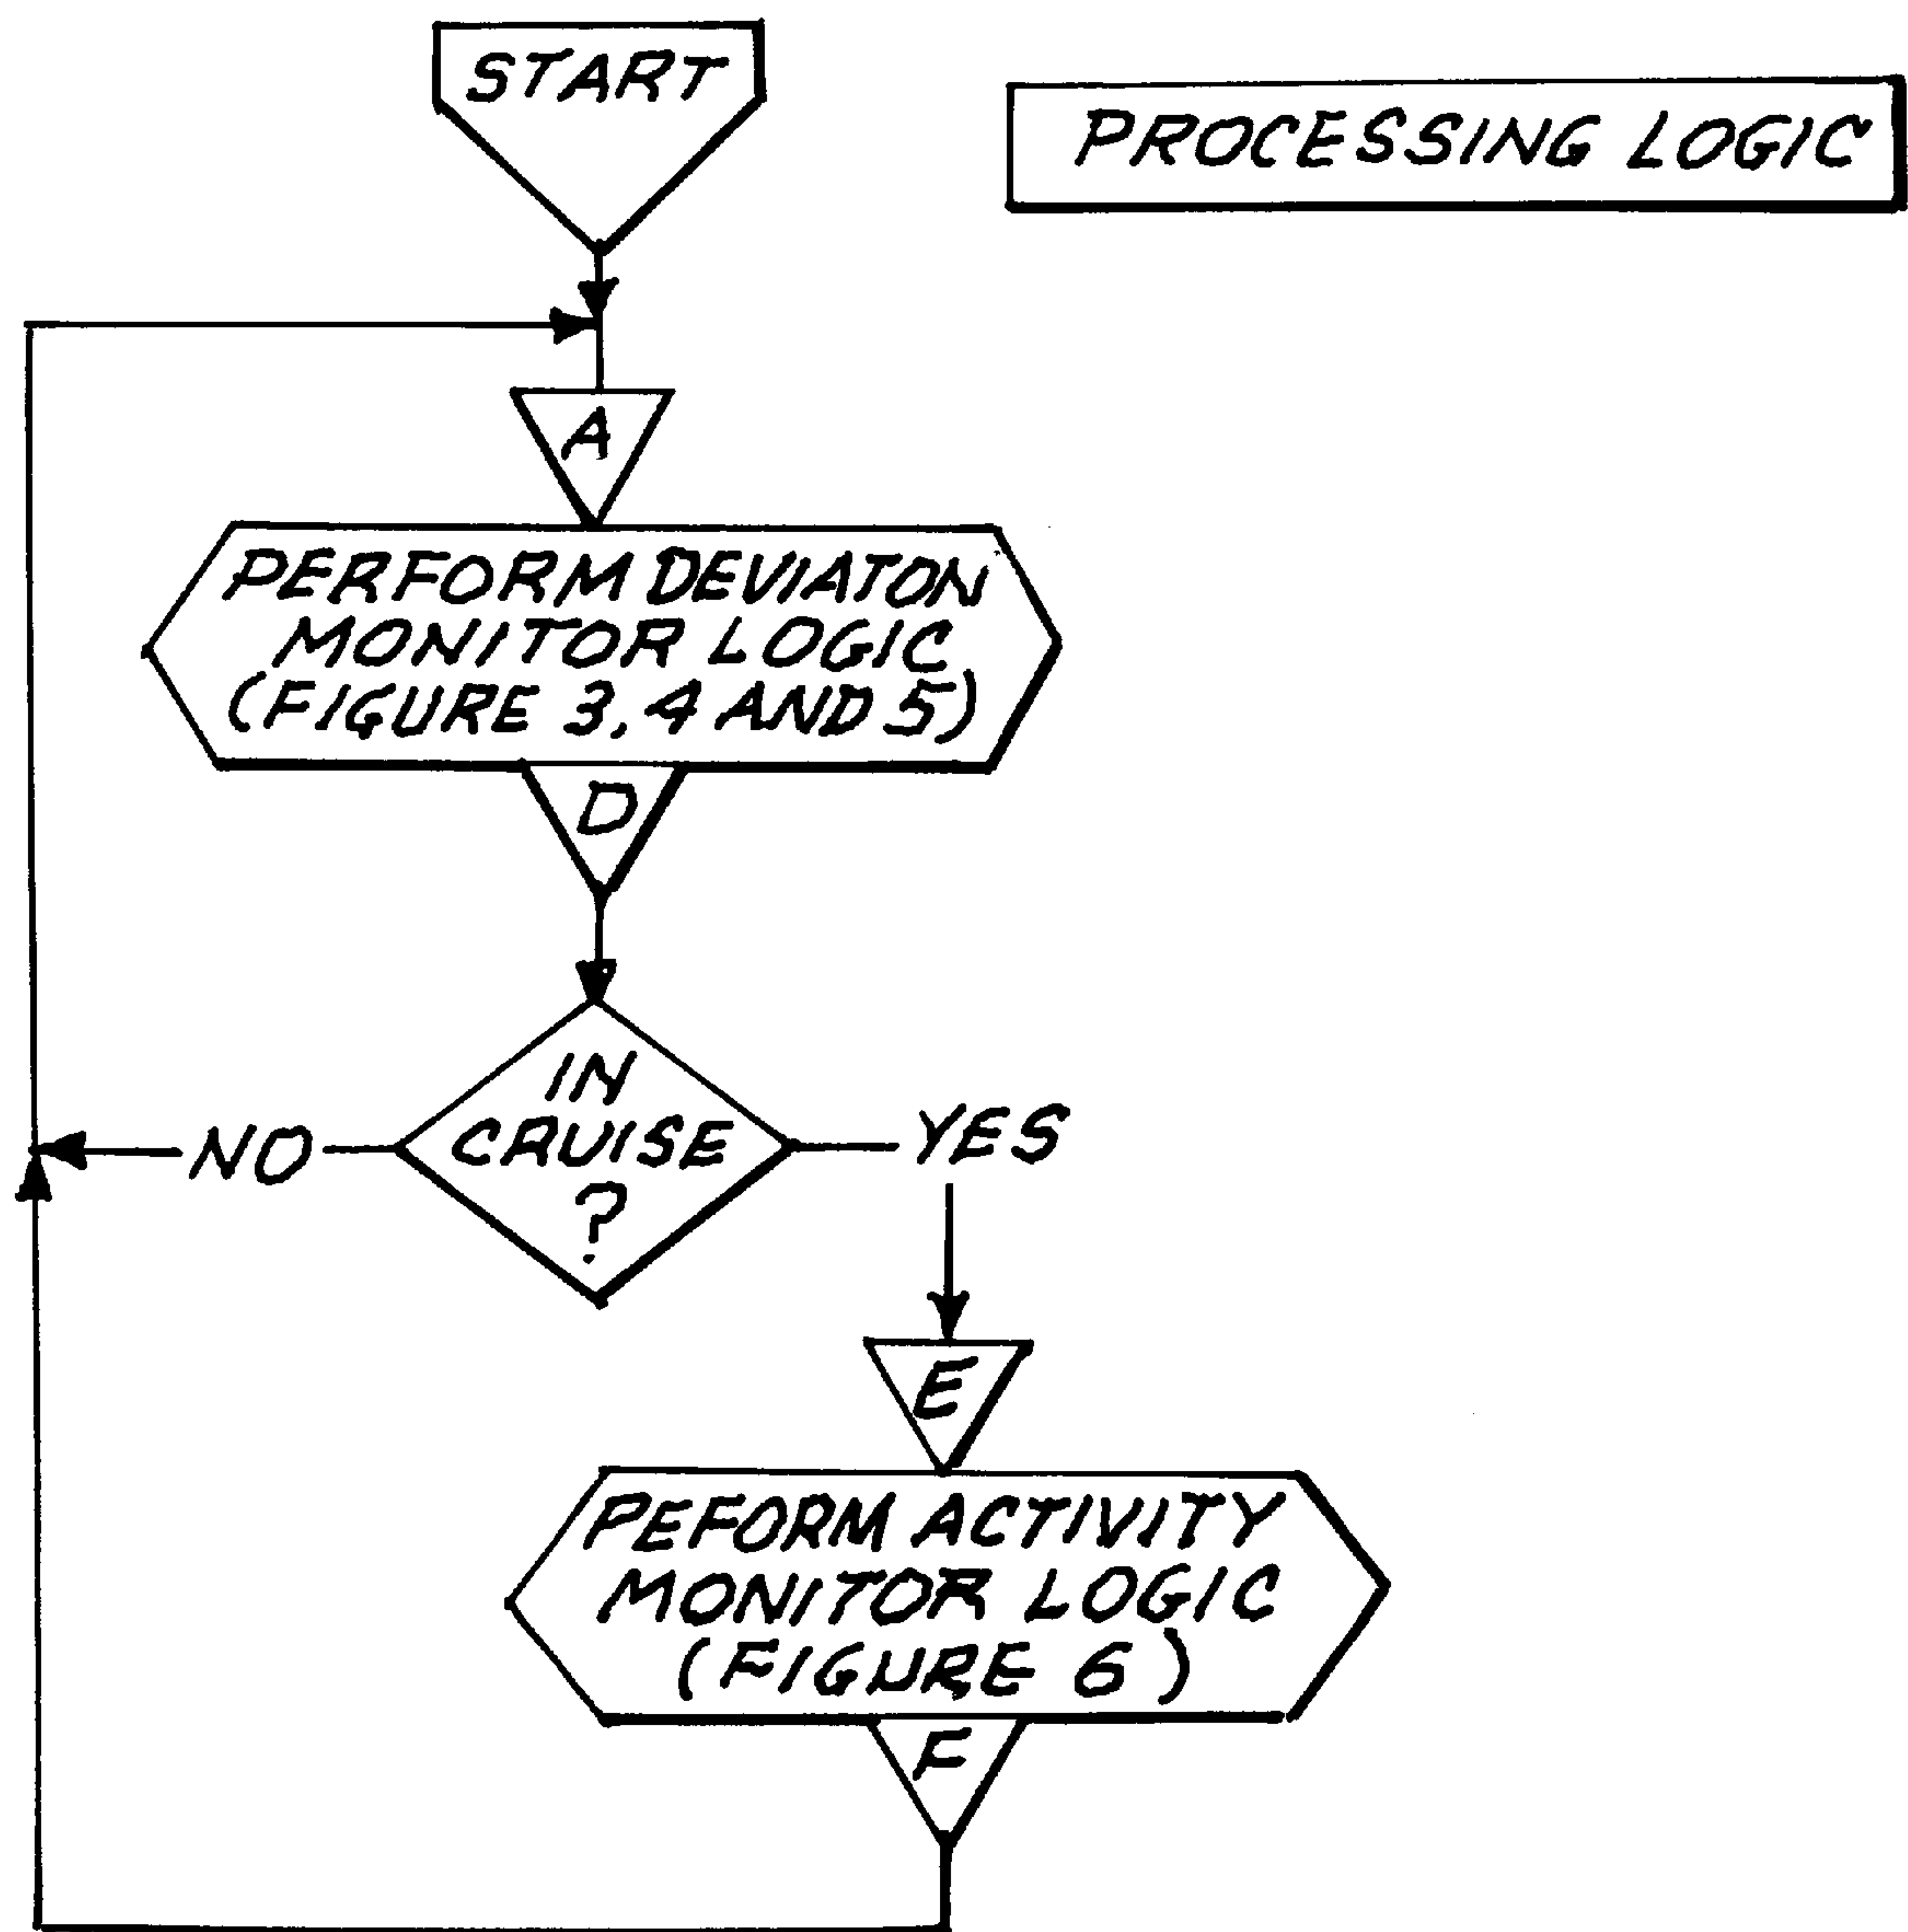 START
PROCESSING LOGIC
A
PERFORM DEVIATON
MONITOR LOGIC
(FIGURE 3, 4 AND 5)
D
IN
CAUISE
?
NO
YES
E
PEFORM ACTIVITY
MONITOR LOGIC
(FIGURE 6)
F